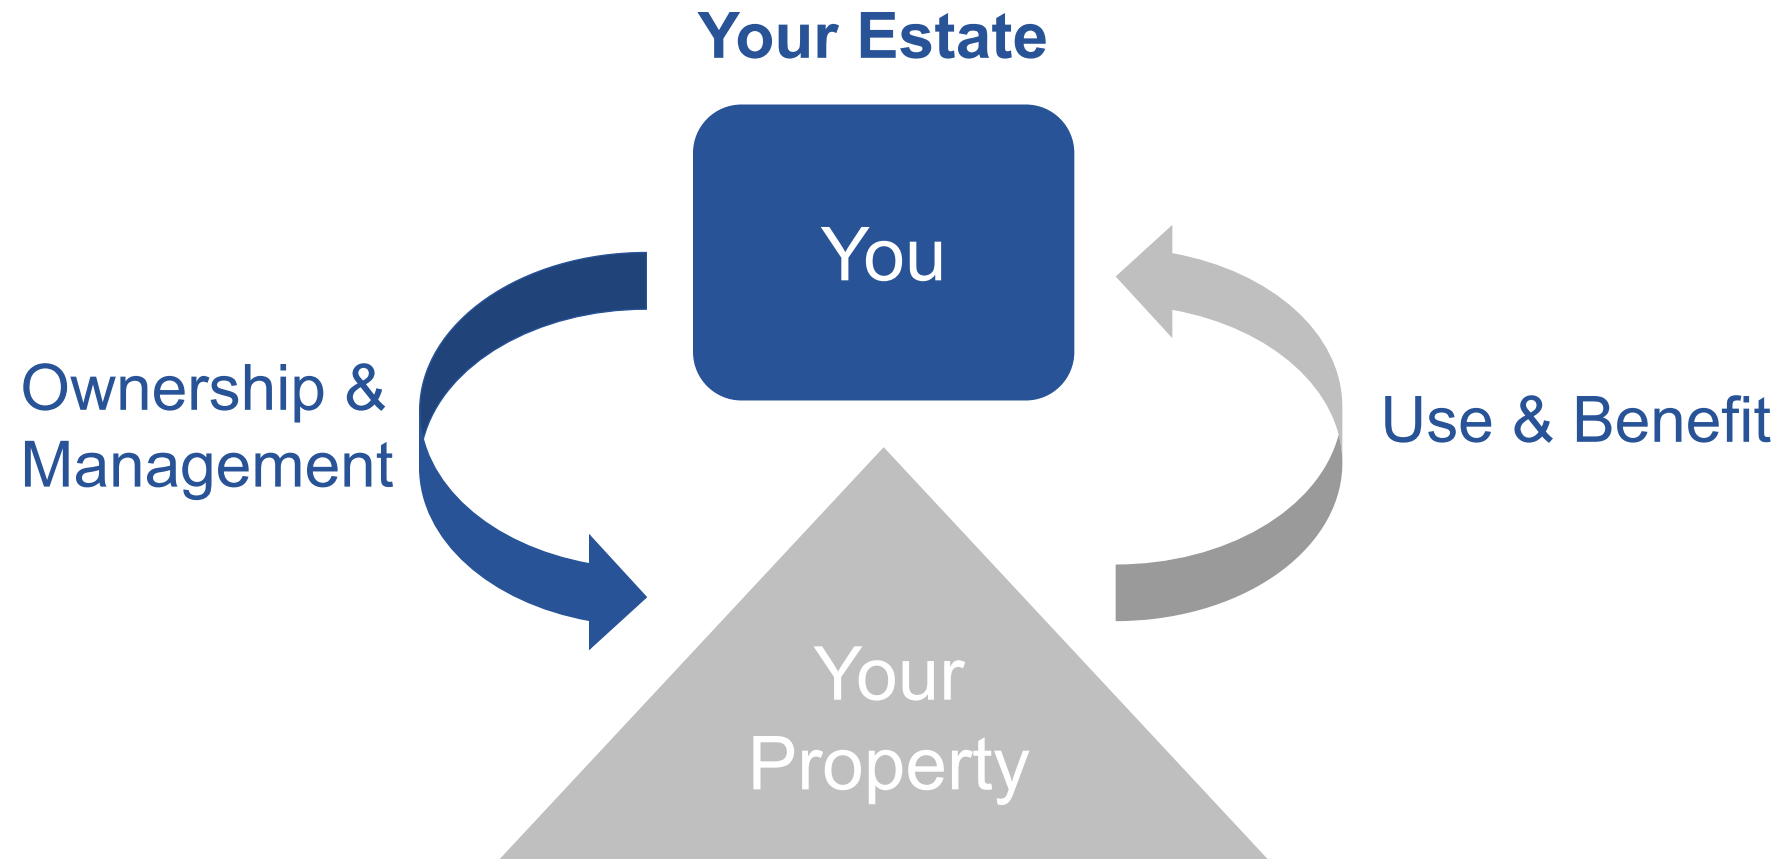 Your Estate
You
Ownership &
Management
Use & Benefit
Your
Property